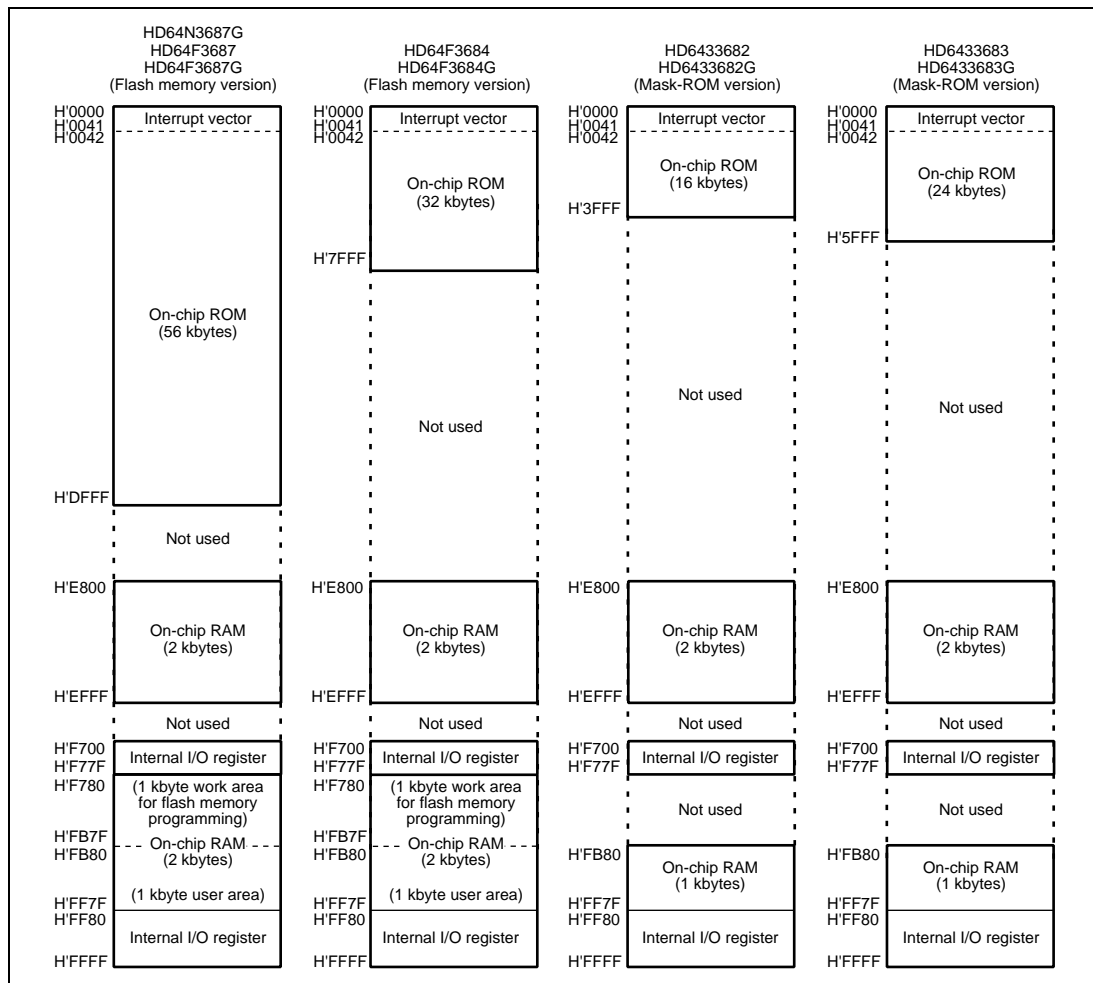 HD64N3687G
HD64F3687
HD64F3687G
(Flash memory version)
H'0000
H'0041
H'0042
Interrupt vector
On-chip ROM
(56 kbytes)
H'DFFF
Not used
H'E800
On-chip RAM
(2 kbytes)
H'EFFF
Not used
H'F700
H'F77F
Internal I/O register
H'F780
(1 kbyte work area
for flash memory
programming)
H'FB7F
H'FB80
On-chip RAM
(2 kbytes)
(1 kbyte user area)
H'FF7F
H'FF80
Internal I/O register
H'FFFF
HD64F3684
HD64F3684G
(Flash memory version)
H'0000
H'0041
H'0042
Interrupt vector
On-chip ROM
(32 kbytes)
H'7FFF
Not used
H'E800
On-chip RAM
(2 kbytes)
H'EFFF
Not used
H'F700
H'F77F
Internal I/O register
H'F780
(1 kbyte work area
for flash memory
programming)
H'FB7F
H'FB80
On-chip RAM
(2 kbytes)
(1 kbyte user area)
H'FF7F
H'FF80
Internal I/O register
H'FFFF
HD6433682
HD6433682G
(Mask-ROM version)
H'0000
H'0041
H'0042
Interrupt vector
On-chip ROM
(16 kbytes)
H'3FFF
Not used
H'E800
On-chip RAM
(2 kbytes)
H'EFFF
Not used
H'F700
H'F77F
Internal I/O register
Not used
H'FB80
On-chip RAM
(1 kbytes)
H'FF7F
H'FF80
Internal I/O register
H'FFFF
HD6433683
HD6433683G
(Mask-ROM version)
H'0000
H'0041
H'0042
Interrupt vector
On-chip ROM
(24 kbytes)
H'5FFF
Not used
H'E800
On-chip RAM
(2 kbytes)
H'EFFF
Not used
H'F700
H'F77F
Internal I/O register
Not used
H'FB80
On-chip RAM
(1 kbytes)
H'FF7F
H'FF80
Internal I/O register
H'FFFF